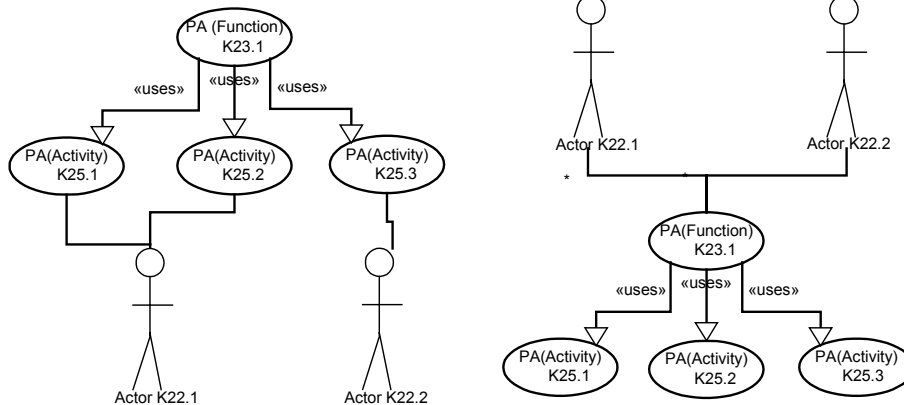 PA (Function)
K23.1
«uses»
«uses»
«uses»
PA(Activity)
K25.1
PA(Activity)
K25.2
PA(Activity)
K25.3
Actor K22.1
Actor K22.2
Actor K22.1
Actor K22.2
*
*
PA(Function)
K23.1
«uses»
«uses»
«uses»
PA(Activity)
K25.1
PA(Activity)
K25.2
PA(Activity)
K25.3